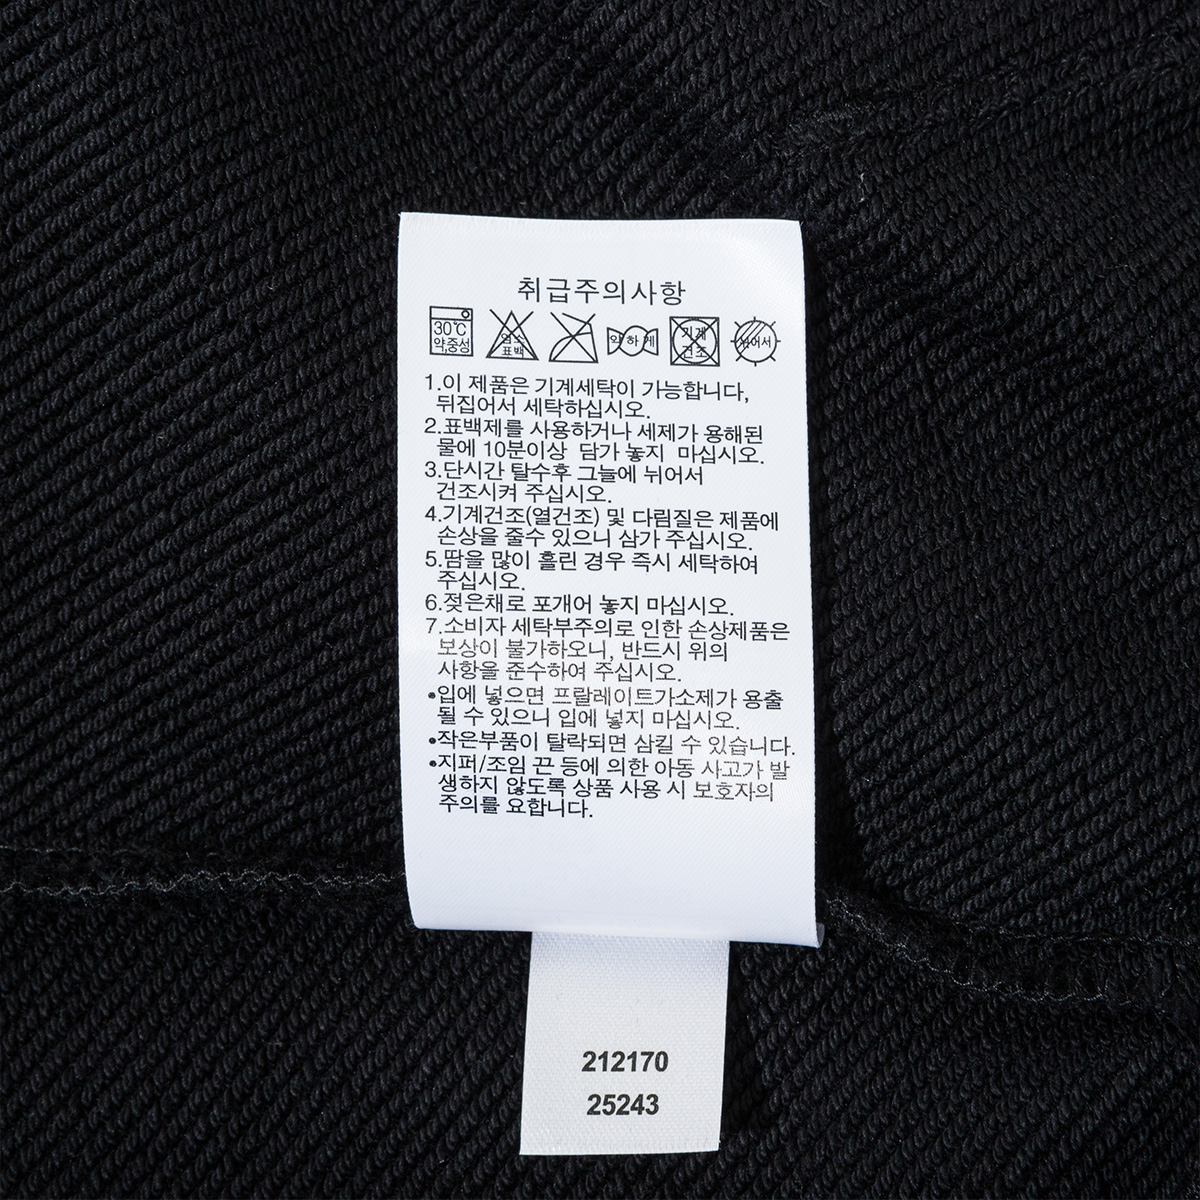 취급주의사항
30℃
약,중성
염소
표백
약하게
기계
건조
뉘어서
1.이 제품은 기계세탁이 가능합니다,
뒤집어서 세탁하십시오.
2.표백제를 사용하거나 세제가 용해된
물에 10분이상 담가 놓지 마십시오.
3.단시간 탈수후 그늘에 뉘어서
건조시켜 주십시오.
4.기계건조(열건조) 및 다림질은 제품에
손상을 줄수 있으니 삼가 주십시오.
5.땀을 많이 흘린 경우 즉시 세탁하여
주십시오.
6.젖은채로 포개어 놓지 마십시오.
7.소비자 세탁부주의로 인한 손상제품은
보상이 불가하오니, 반드시 위의
사항을 준수하여 주십시오.
•입에 넣으면 프탈레이트가소제가 용출
될 수 있으니 입에 넣지 마십시오.
•작은부품이 탈락되면 삼킬 수 있습니다.
•지퍼/조임 끈 등에 의한 아동 사고가 발
생하지 않도록 상품 사용 시 보호자의
주의를 요합니다.
212170
25243